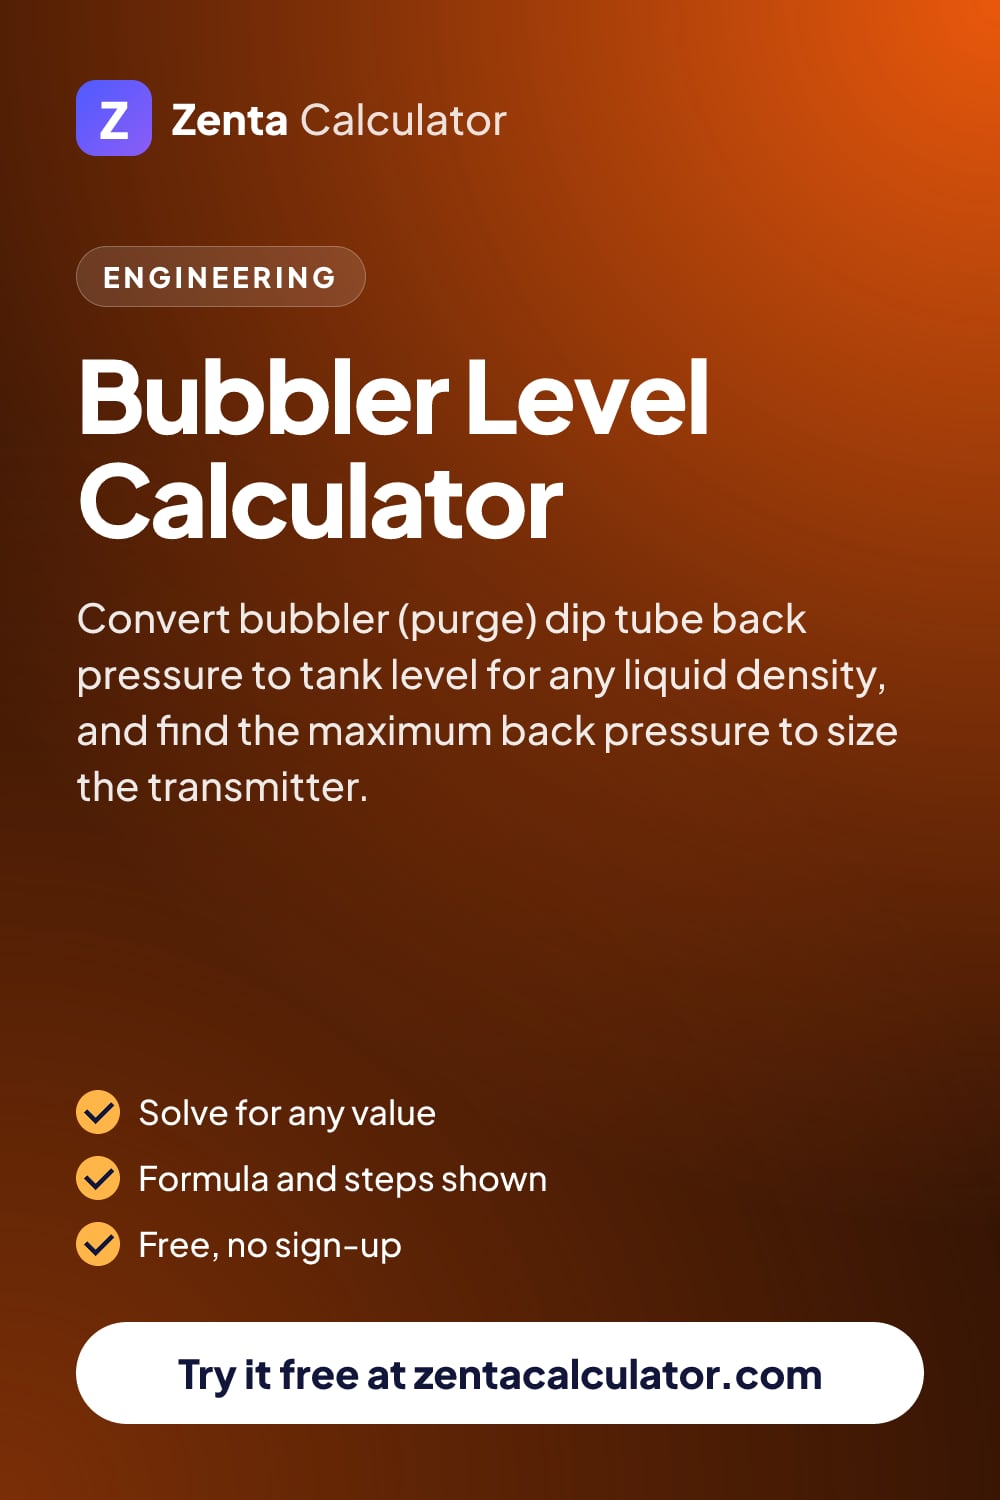 Z
Zenta Calculator
ENGINEERING
Bubbler Level
Calculator
Convert bubbler (purge) dip tube back
pressure to tank level for any liquid density,
and find the maximum back pressure to size
the transmitter.
Solve for any value
Formula and steps shown
Free, no sign-up
Try it free at zentacalculator.com